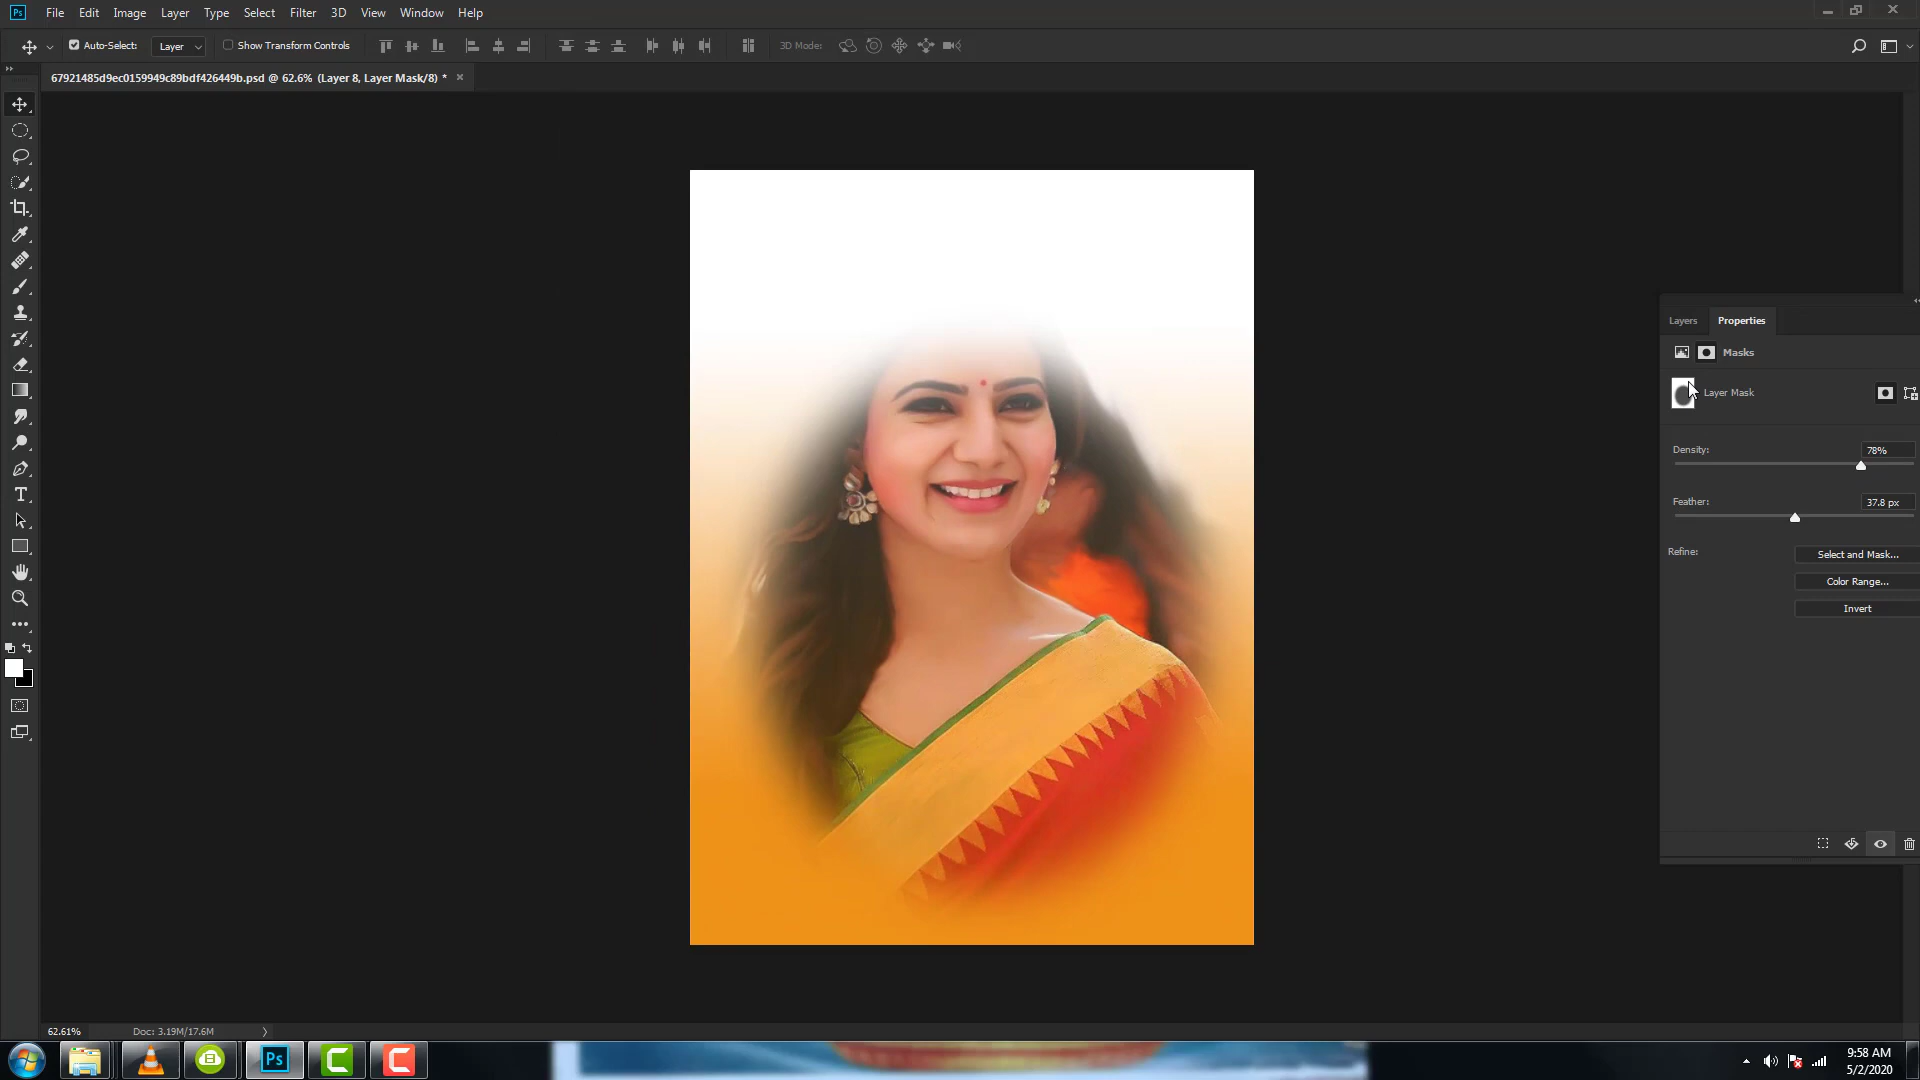 Ps File Edit Image Layer Type Select Filter 3D View Window Help
Auto-Select: Layer Show Transform Controls 3D Mode:
67921485d9ec0159949c89bdf426449b.psd @ 62.6% (Layer 8, Layer Mask/8) *
Layers Properties
Masks
Layer Mask
Density: 78%
Feather: 37.8 px
Refine: Select and Mask...
Color Range...
Invert
62.61% Doc: 3.19M/17.6M
Ps
9:58 AM
5/2/2020